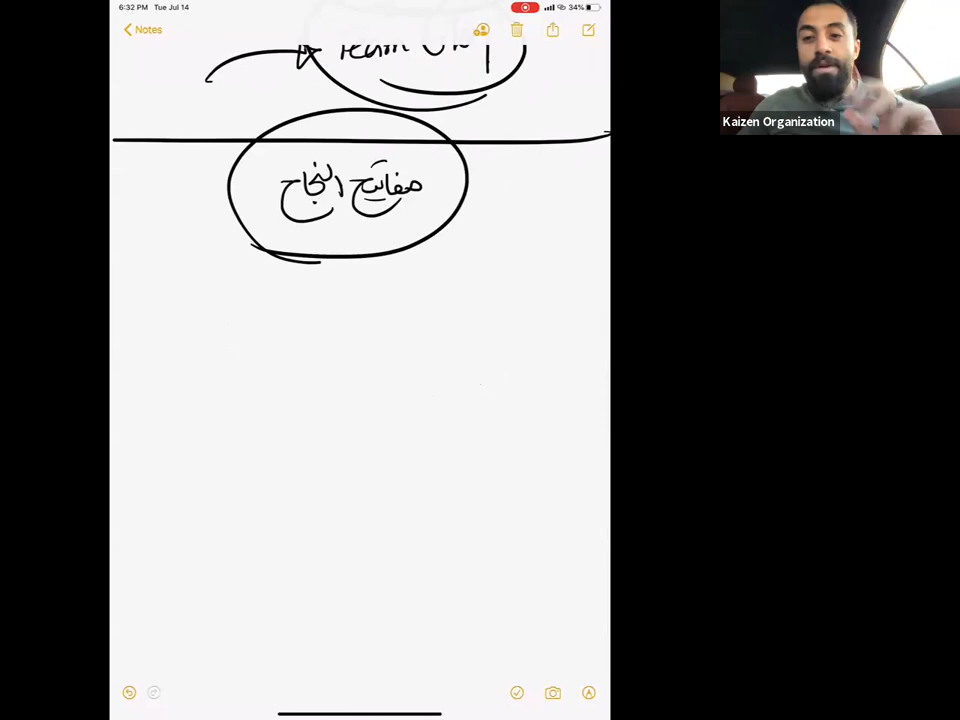 6:32 PM Tue Jul 14
34%
Notes
مفاتيح النجاح
Kaizen Organization